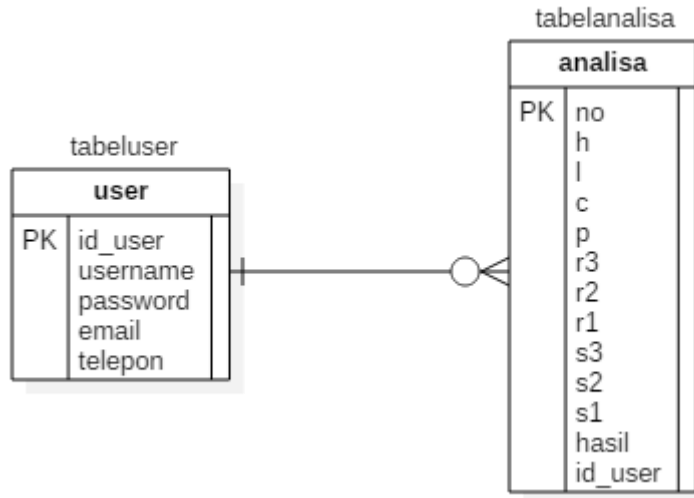 tabelanalisa
analisa
PK no
h
l
c
p
r3
r2
r1
s3
s2
s1
hasil
id_user
tabeluser
user
PK id_user
username
password
email
telepon